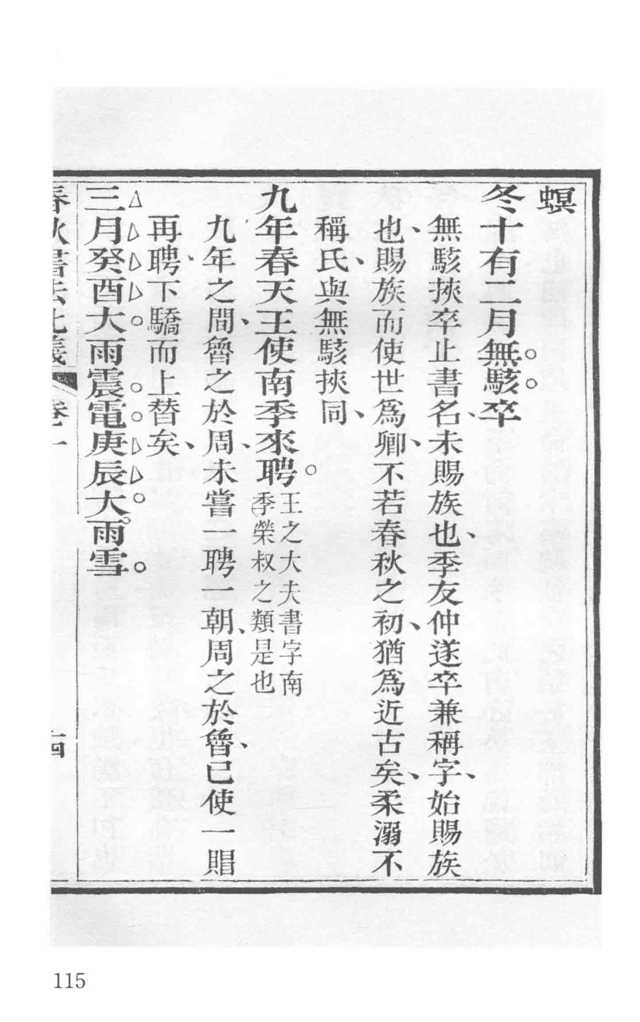 螟
冬十有二月無駭卒
無駭挾卒止書名未賜族也季友仲遂卒兼稱字始賜族
也賜族而使世爲卿不若春秋之初猶爲近古矣柔溺不
稱氏與無駭挾同
九年春天王使南季來聘王之大夫書字南
季榮叔之類是也
九年之間魯之於周未嘗一聘一朝周之於魯已使一賵
再聘下驕而上替矣
三月癸酉大雨震電庚辰大雨雪
春秋書法比義 卷一
十四
115